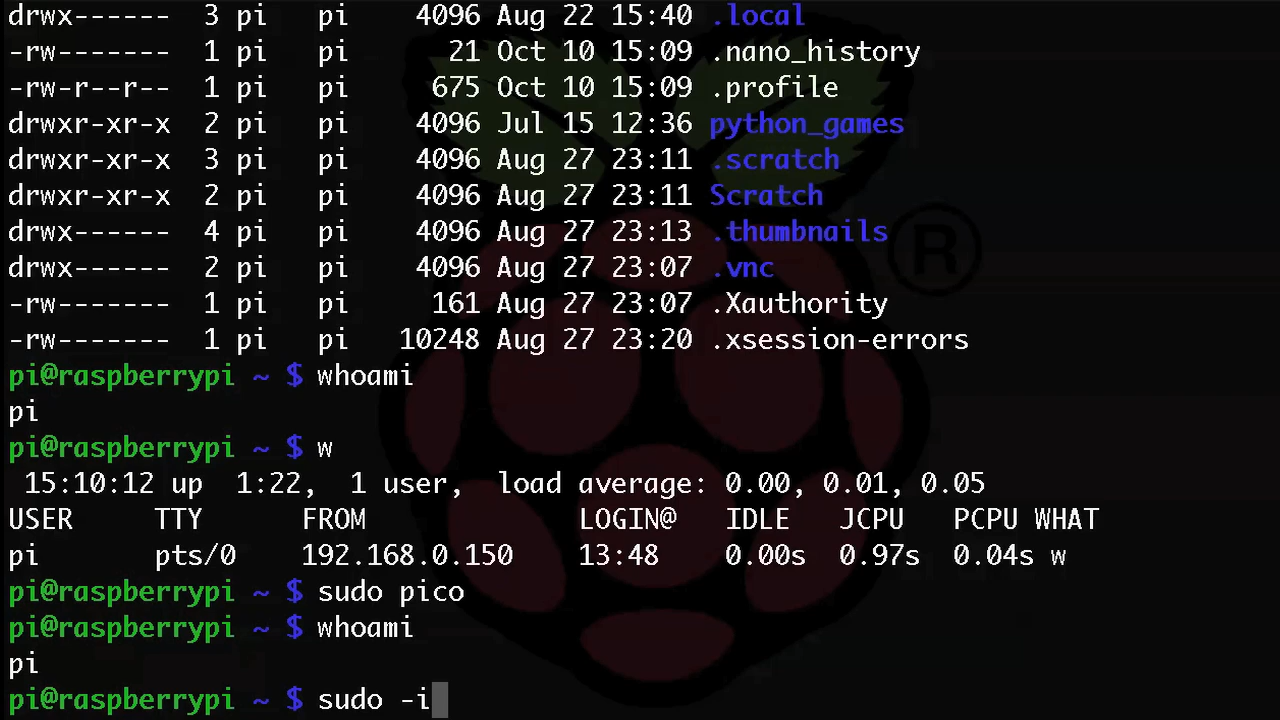 drwx------  3 pi   pi    4096 Aug 22 15:40 .local
-rw-------  1 pi   pi      21 Oct 10 15:09 .nano_history
-rw-r--r--  1 pi   pi     675 Oct 10 15:09 .profile
drwxr-xr-x  2 pi   pi    4096 Jul 15 12:36 python_games
drwxr-xr-x  3 pi   pi    4096 Aug 27 23:11 .scratch
drwxr-xr-x  2 pi   pi    4096 Aug 27 23:11 Scratch
drwx------  4 pi   pi    4096 Aug 27 23:13 .thumbnails
drwx------  2 pi   pi    4096 Aug 27 23:07 .vnc
-rw-------  1 pi   pi     161 Aug 27 23:07 .Xauthority
-rw-------  1 pi   pi   10248 Aug 27 23:20 .xsession-errors
pi@raspberrypi ~ $ whoami
pi
pi@raspberrypi ~ $ w
 15:10:12 up  1:22,  1 user,  load average: 0.00, 0.01, 0.05
USER     TTY      FROM             LOGIN@   IDLE   JCPU   PCPU WHAT
pi       pts/0    192.168.0.150    13:48    0.00s  0.97s  0.04s w
pi@raspberrypi ~ $ sudo pico
pi@raspberrypi ~ $ whoami
pi
pi@raspberrypi ~ $ sudo -i
®